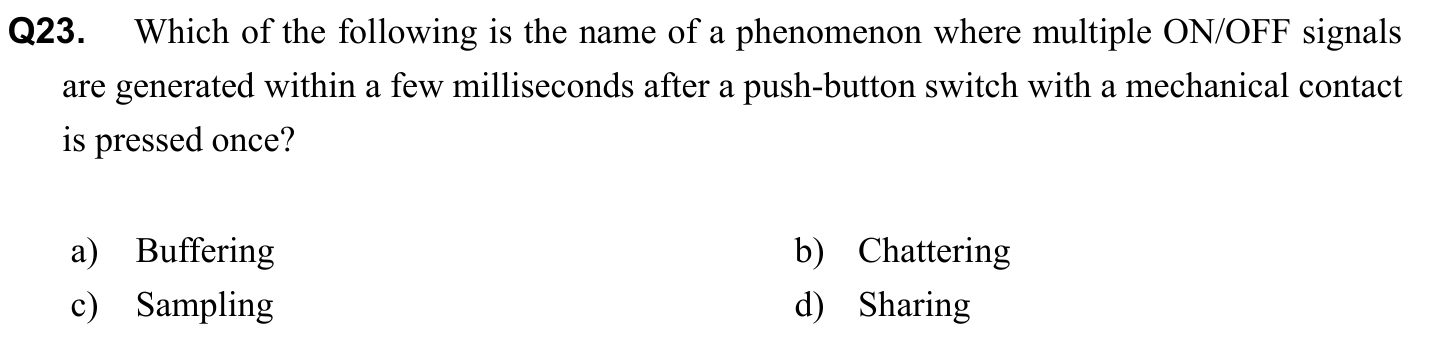 Q23. Which of the following is the name of a phenomenon where multiple ON/OFF signals
are generated within a few milliseconds after a push-button switch with a mechanical contact
is pressed once?
a) Buffering b) Chattering
c) Sampling d) Sharing